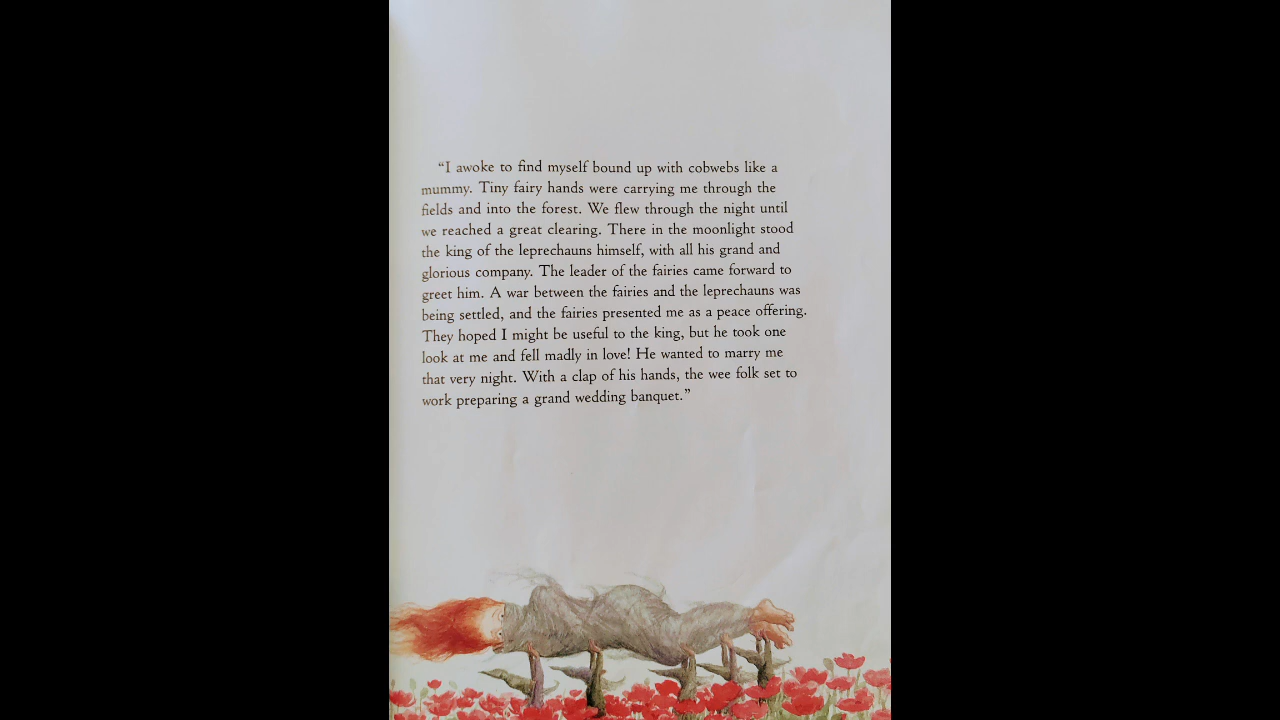 “I awoke to find myself bound up with cobwebs like a
mummy. Tiny fairy hands were carrying me through the
fields and into the forest. We flew through the night until
we reached a great clearing. There in the moonlight stood
the king of the leprechauns himself, with all his grand and
glorious company. The leader of the fairies came forward to
greet him. A war between the fairies and the leprechauns was
being settled, and the fairies presented me as a peace offering.
They hoped I might be useful to the king, but he took one
look at me and fell madly in love! He wanted to marry me
that very night. With a clap of his hands, the wee folk set to
work preparing a grand wedding banquet.”